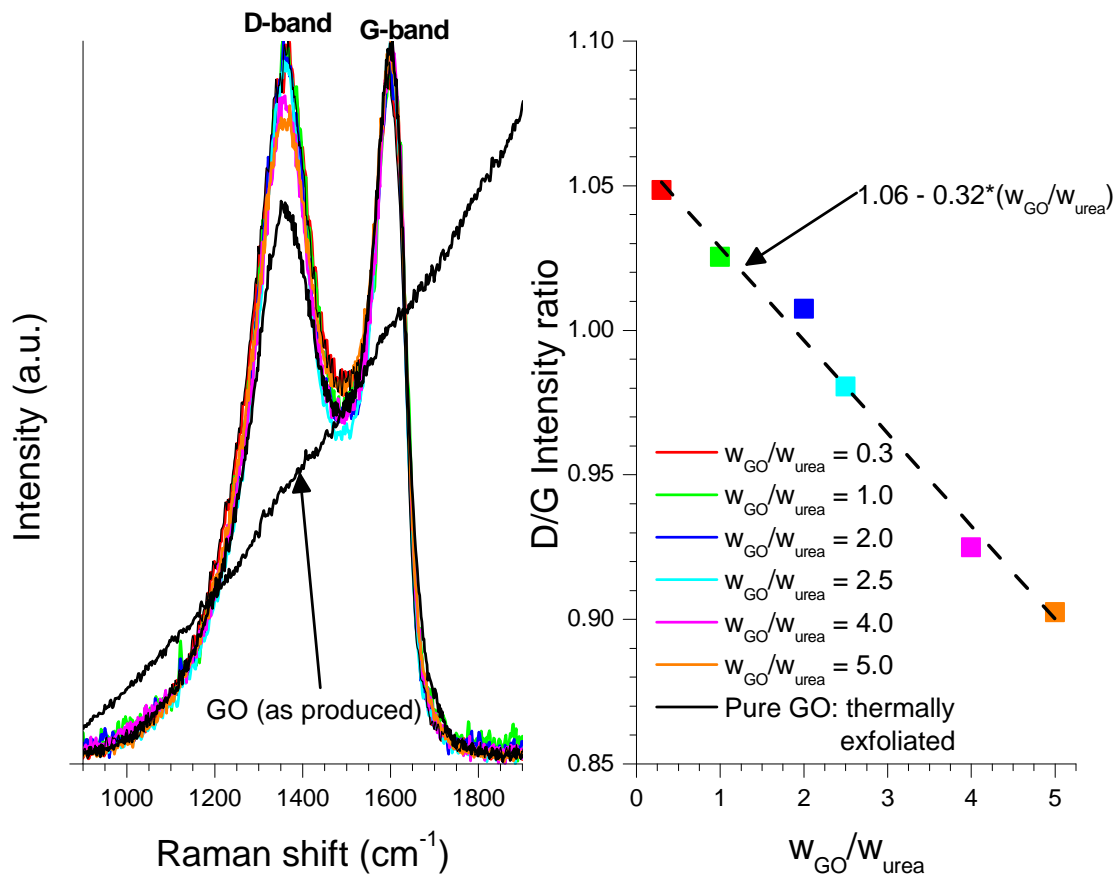 D-band
G-band
Intensity (a.u.)
GO (as produced)
1000
1200
1400
1600
1800
Raman shift (cm-1)
1.10
1.05
1.00
0.95
0.90
0.85
D/G Intensity ratio
1.06 - 0.32*(wGO/wurea)
wGO/wurea = 0.3
wGO/wurea = 1.0
wGO/wurea = 2.0
wGO/wurea = 2.5
wGO/wurea = 4.0
wGO/wurea = 5.0
Pure GO: thermally
exfoliated
0
1
2
3
4
5
wGO/wurea